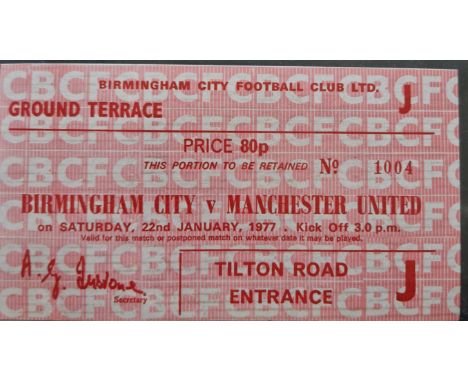 BIRMINGHAM CITY FOOTBALL CLUB LTD. J
GROUND TERRACE
PRICE 80p
THIS PORTION TO BE RETAINED Nº 1004
BIRMINGHAM CITY v MANCHESTER UNITED
on SATURDAY, 22nd JANUARY, 1977 . Kick Off 3.0 p.m.
Valid for this match or postponed match on whatever date it may be played.
A. G.
Secretary
TILTON ROAD
ENTRANCE
J